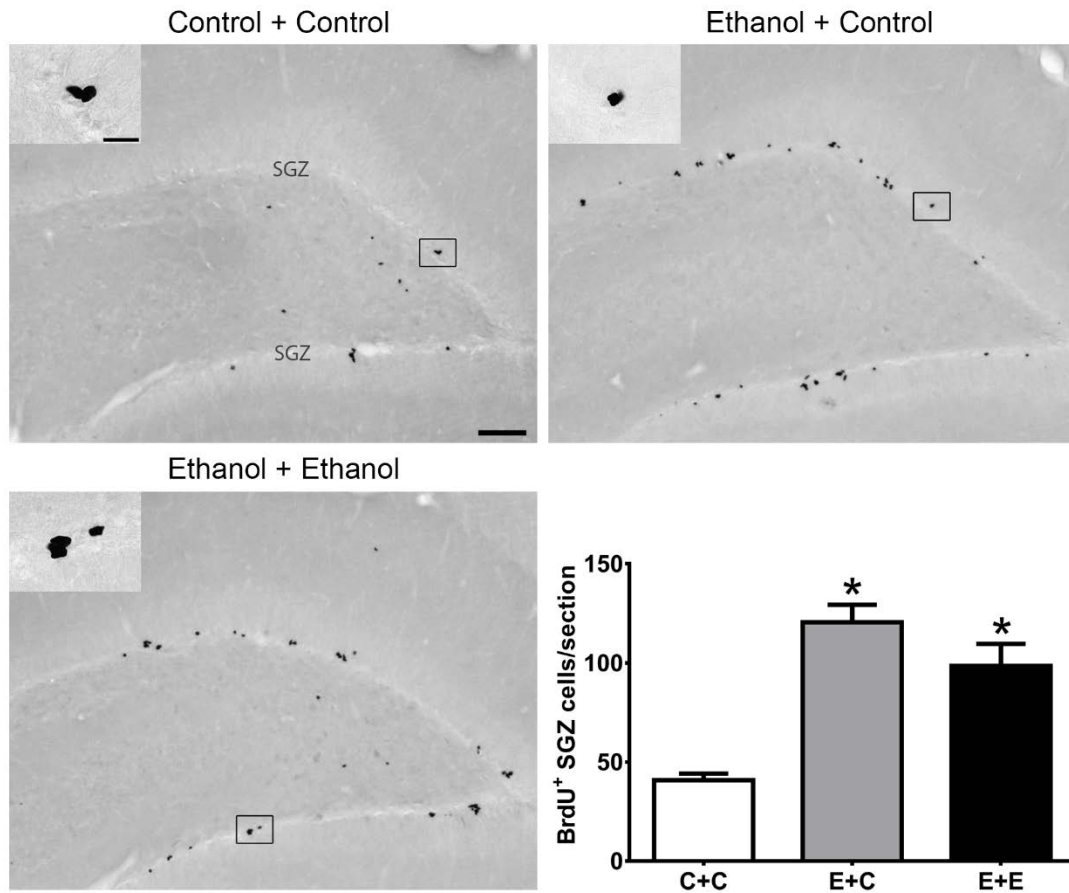 Control + Control
Ethanol + Control
SGZ
SGZ
Ethanol + Ethanol
BrdU⁺ SGZ cells/section
150
100
50
0
*
*
C+C
E+C
E+E